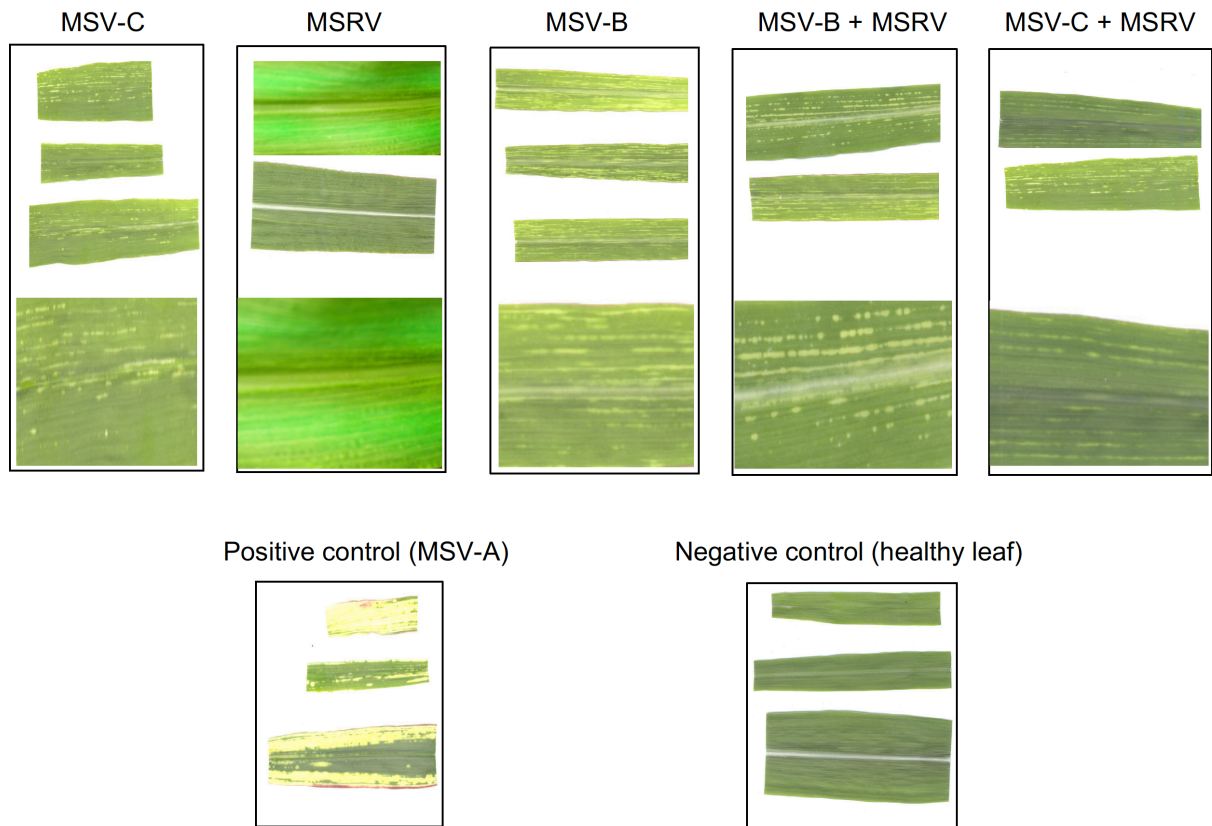 MSV-C
MSRV
MSV-B
MSV-B + MSRV
MSV-C + MSRV
Positive control (MSV-A)
Negative control (healthy leaf)